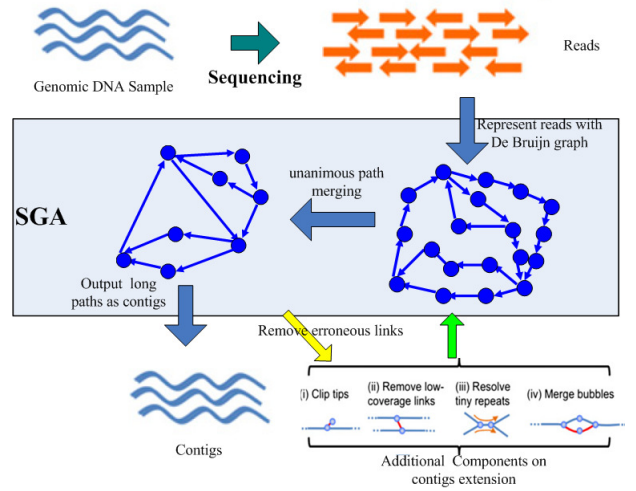 Genomic DNA Sample
Sequencing
Reads
Represent reads with
De Bruijn graph
unanimous path
merging
SGA
Output long
paths as contigs
Remove erroneous links
Contigs
(i) Clip tips
(ii) Remove low-
coverage links
(iii) Resolve
tiny repeats
(iv) Merge bubbles
Additional Components on
contigs extension